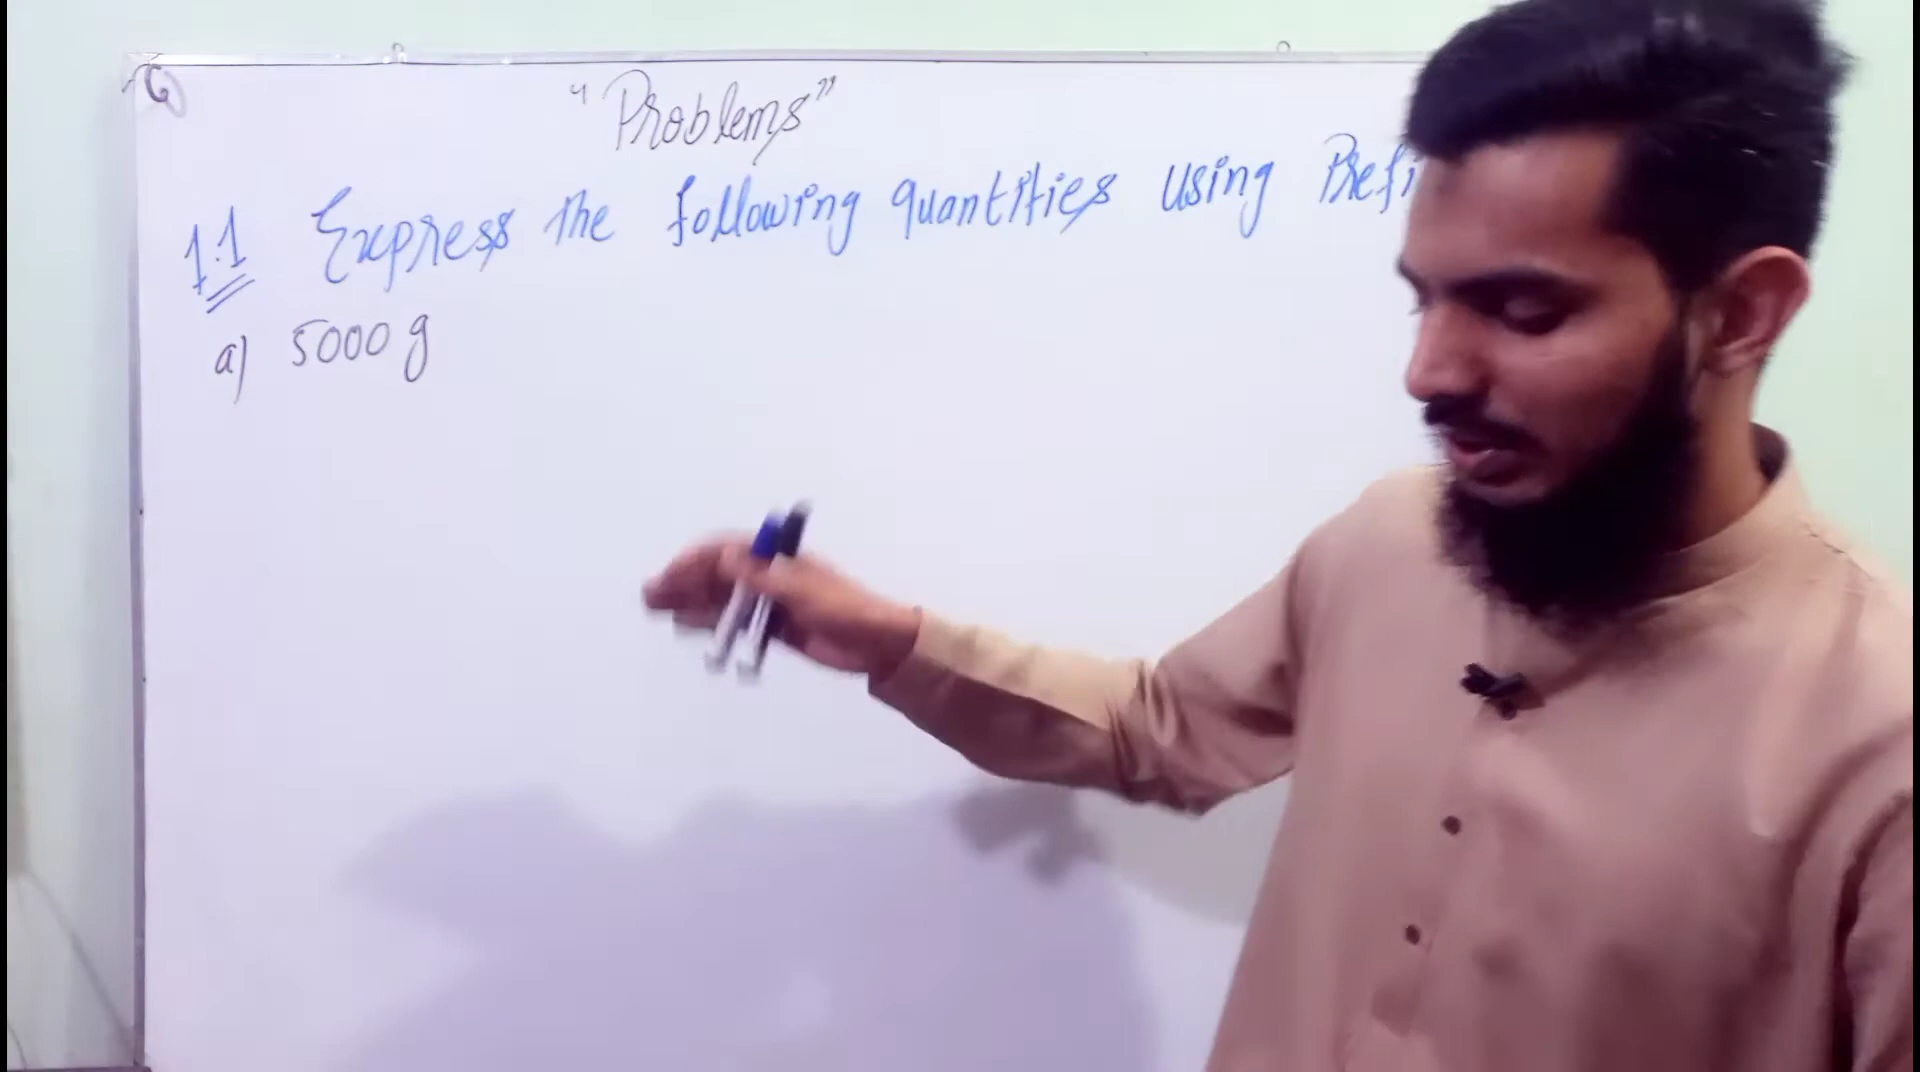 "Problems"
1.1 Express the following quantities using Prefi
a) 5000 g